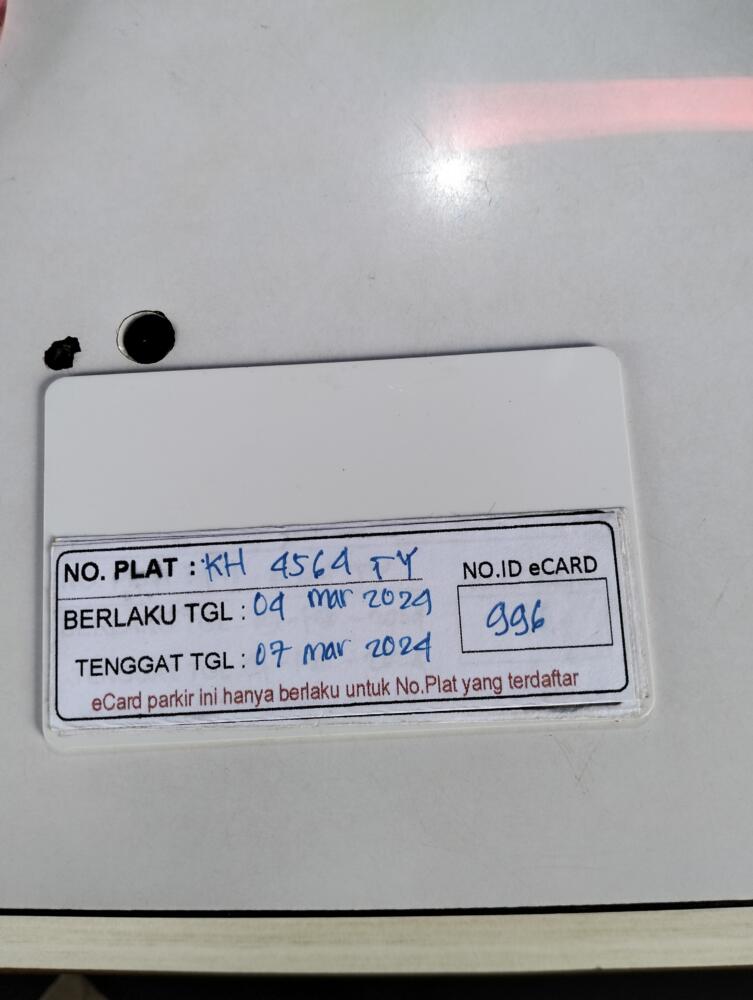 NO. PLAT : KH 4564 TY
NO.ID eCARD
BERLAKU TGL : 04 mar 2024
996
TENGGAT TGL : 07 mar 2024
eCard parkir ini hanya berlaku untuk No.Plat yang terdaftar